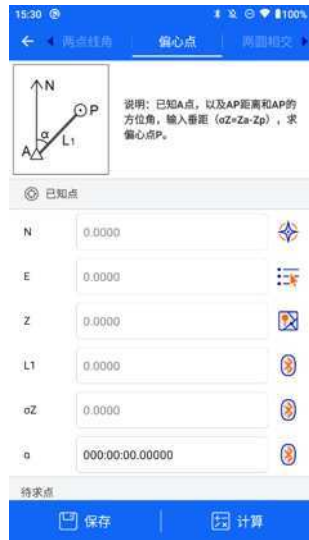 15:30 100%
两点线角 偏心点 两圆相交
N
P
α
L₁
A
说明：已知A点，以及AP距离和AP的
方位角，输入垂距（σZ=Za-Zp），求
偏心点P。
已知点
N 0.0000
E 0.0000
Z 0.0000
L1 0.0000
σZ 0.0000
α 000:00:00.00000
待求点
保存 计算